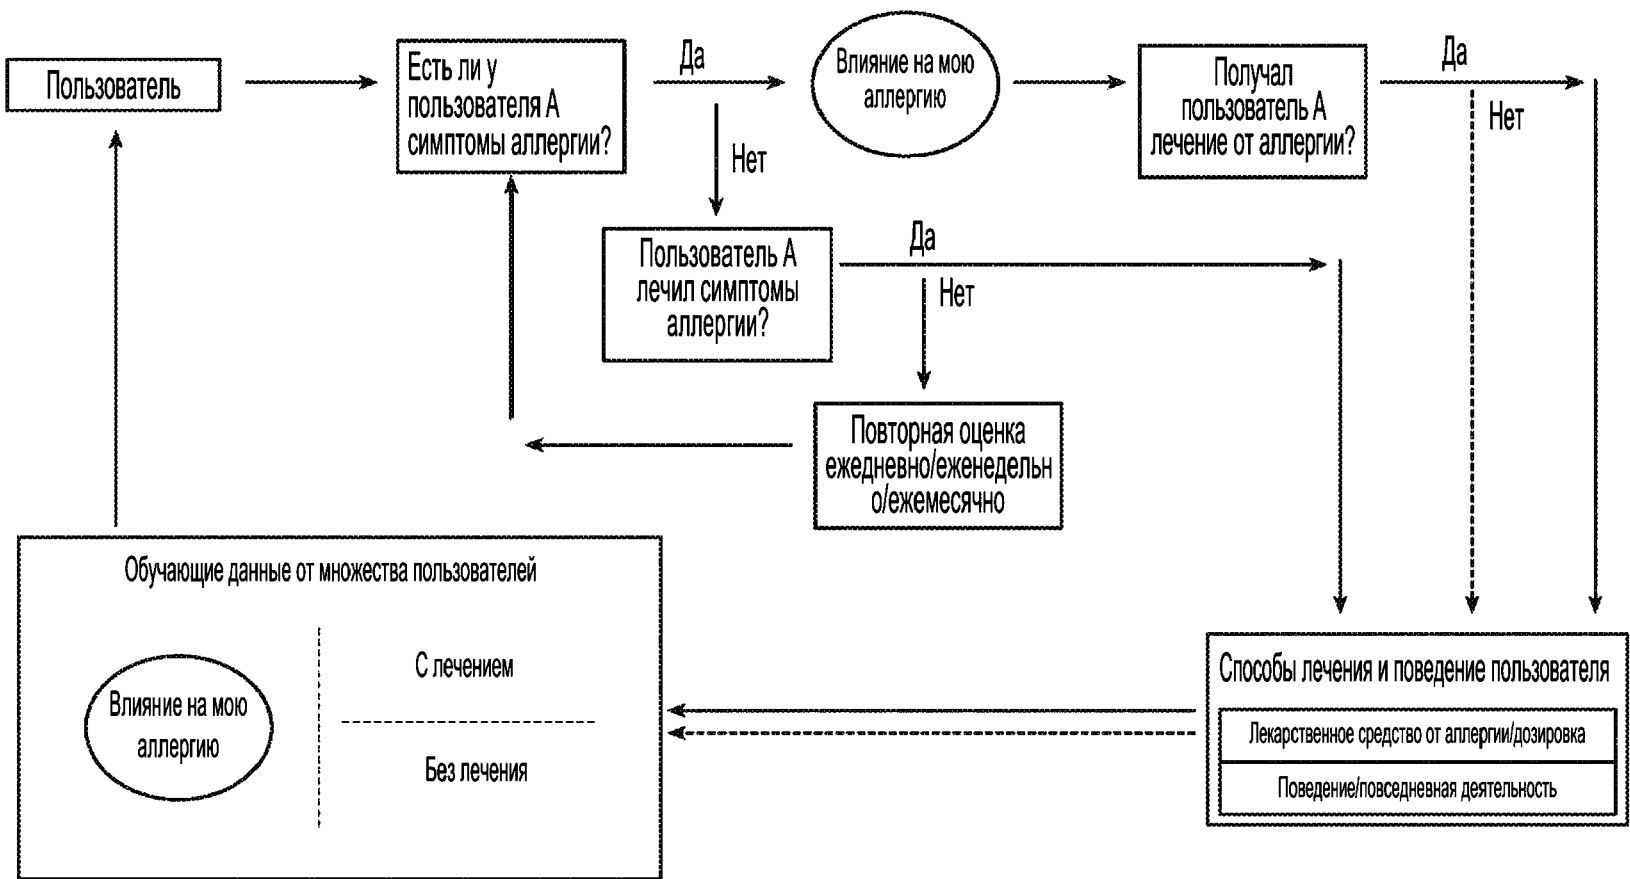 Пользователь
Есть ли у
пользователя А
симптомы аллергии?
Да
Нет
Влияние на мою
аллергию
Получал
пользователь А
лечение от аллергии?
Да
Нет
Пользователь А
лечил симптомы
аллергии?
Да
Нет
Повторная оценка
ежедневно/еженедельн
о/ежемесячно
Обучающие данные от множества пользователей
Влияние на мою
аллергию
С лечением
Без лечения
Способы лечения и поведение пользователя
Лекарственное средство от аллергии/дозировка
Поведение/повседневная деятельность